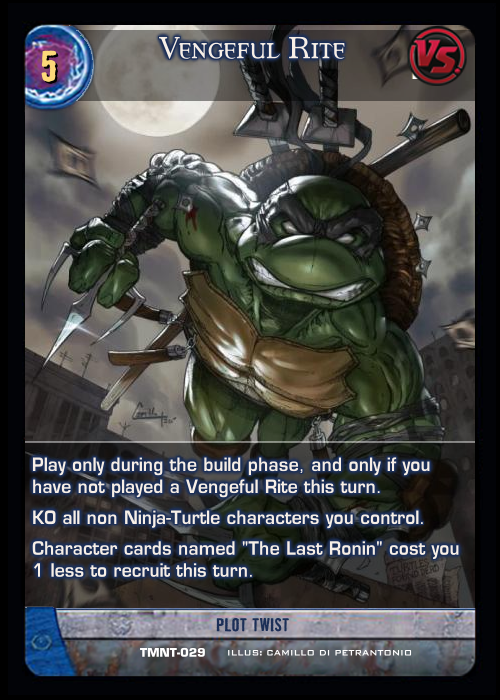 5
Vengeful Rite
VS.
Play only during the build phase, and only if you
have not played a Vengeful Rite this turn.
KO all non Ninja-Turtle characters you control.
Character cards named "The Last Ronin" cost you
1 less to recruit this turn.
PLOT TWIST
TMNT-029 ILLUS: CAMILLO DI PETRANTONIO